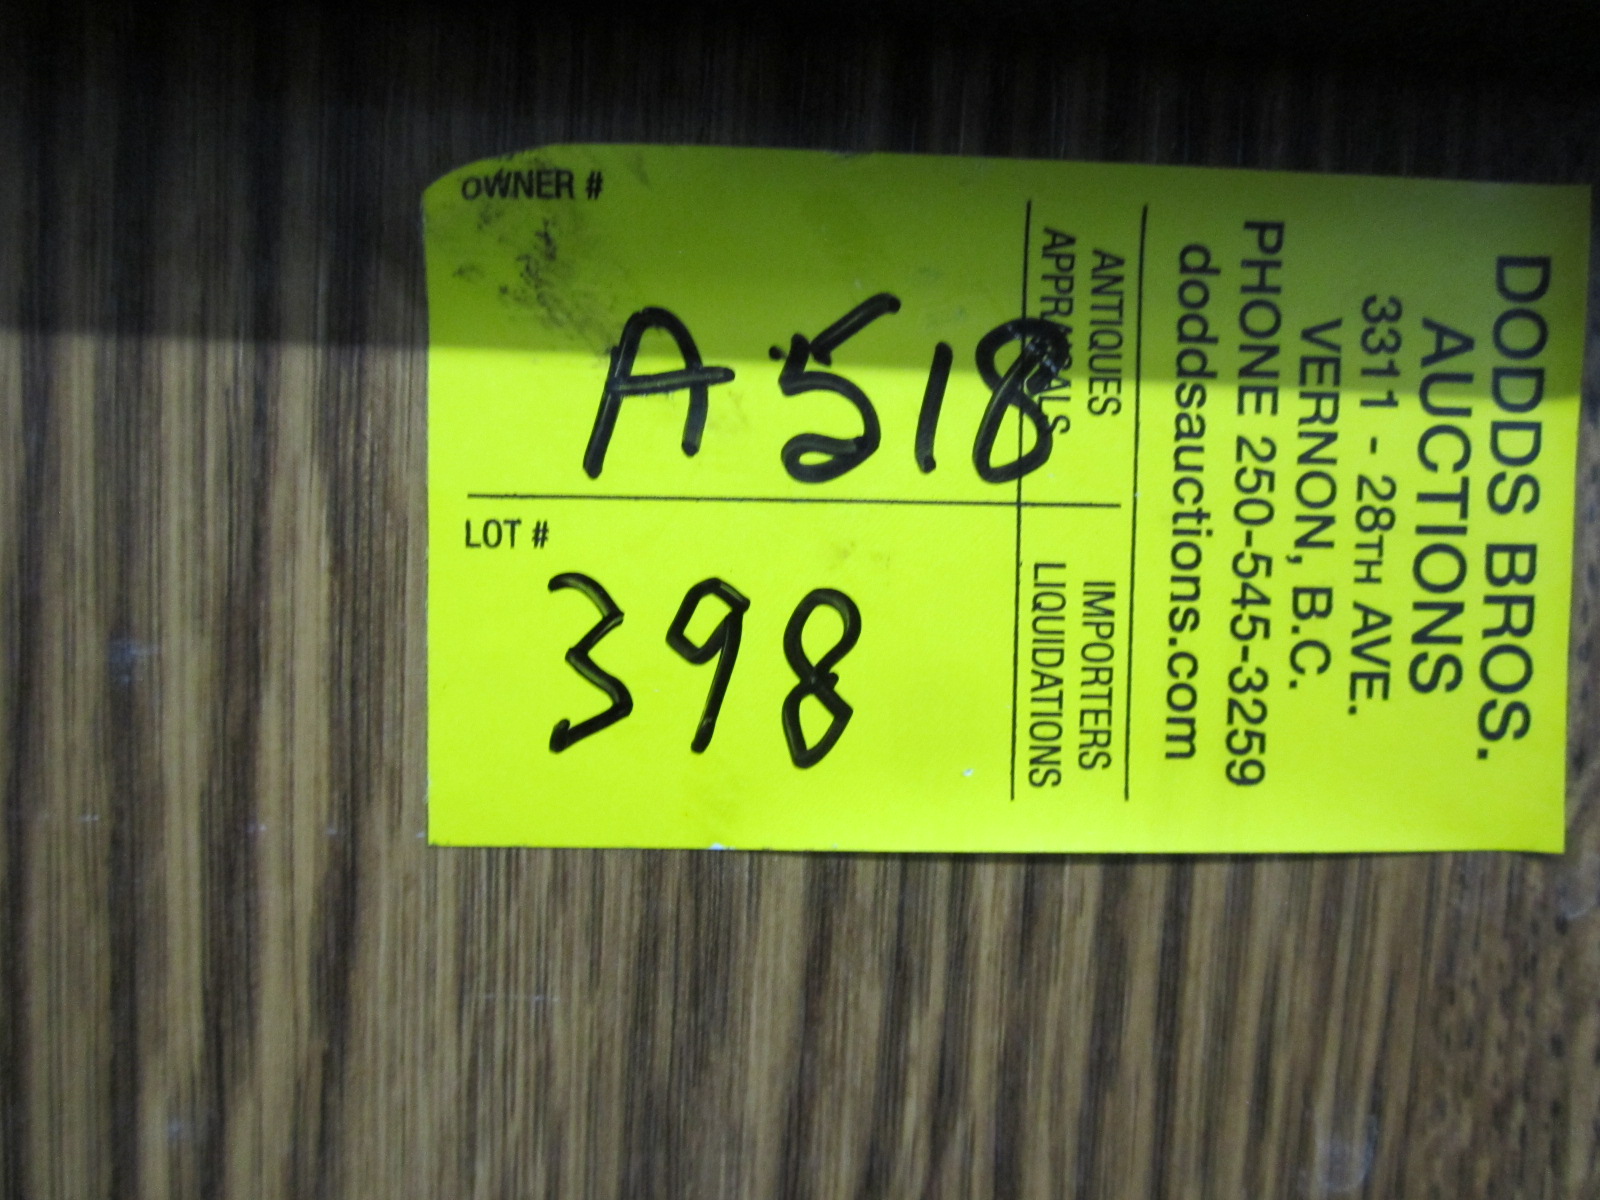 DODDS BROS.
AUCTIONS
3311 - 28TH AVE.
VERNON, B.C.
PHONE 250-545-3259
doddsauctions.com
ANTIQUES
APPRAISALS
IMPORTERS
LIQUIDATIONS
OWNER #
A518
LOT #
398